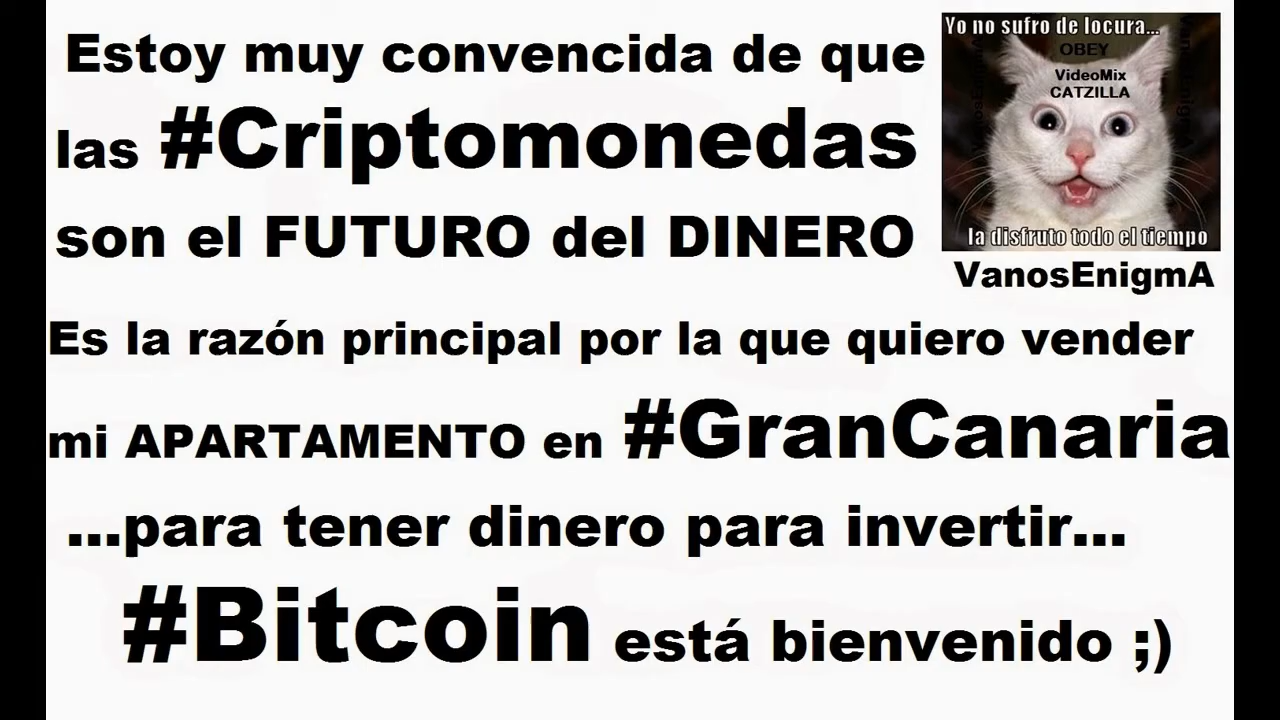 Estoy muy convencida de que
las #Criptomonedas
son el FUTURO del DINERO
Yo no sufro de locura...
OBEY
VideoMix
CATZILLA
la disfruto todo el tiempo
VanosEnigmA
Es la razón principal por la que quiero vender
mi APARTAMENTO en #GranCanaria
...para tener dinero para invertir...
#Bitcoin está bienvenido ;)